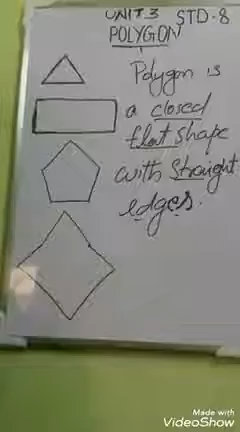 UNIT.3 STD-8
POLYGON
Polygon is
a closed
flat shape
with straight
edges.
Made with
VideoShow